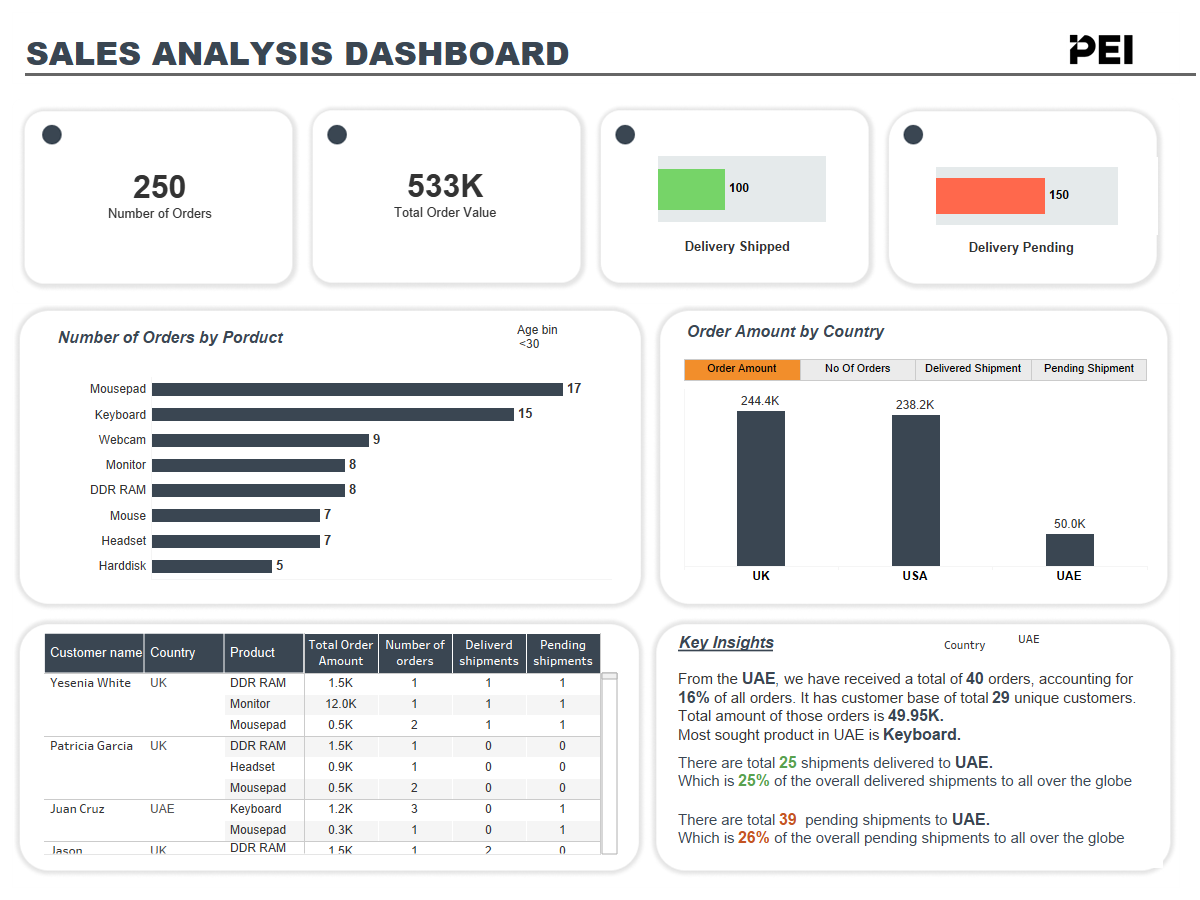 SALES ANALYSIS DASHBOARD
PEI
250
Number of Orders
533K
Total Order Value
100
Delivery Shipped
150
Delivery Pending
Number of Orders by Porduct
Age bin
<30
Mousepad 17
Keyboard 15
Webcam 9
Monitor 8
DDR RAM 8
Mouse 7
Headset 7
Harddisk 5
Order Amount by Country
Order Amount No Of Orders Delivered Shipment Pending Shipment
244.4K 238.2K 50.0K
UK USA UAE
Customer name Country Product Total Order Amount Number of orders Deliverd shipments Pending shipments
Yesenia White UK DDR RAM 1.5K 1 1 1
Monitor 12.0K 1 1 1
Mousepad 0.5K 2 1 1
Patricia Garcia UK DDR RAM 1.5K 1 0 0
Headset 0.9K 1 0 0
Mousepad 0.5K 2 0 0
Juan Cruz UAE Keyboard 1.2K 3 0 1
Mousepad 0.3K 1 0 1
Jason UK DDR RAM 1.5K 1 2 0
Key Insights
Country UAE
From the UAE, we have received a total of 40 orders, accounting for
16% of all orders. It has customer base of total 29 unique customers.
Total amount of those orders is 49.95K.
Most sought product in UAE is Keyboard.
There are total 25 shipments delivered to UAE.
Which is 25% of the overall delivered shipments to all over the globe
There are total 39 pending shipments to UAE.
Which is 26% of the overall pending shipments to all over the globe